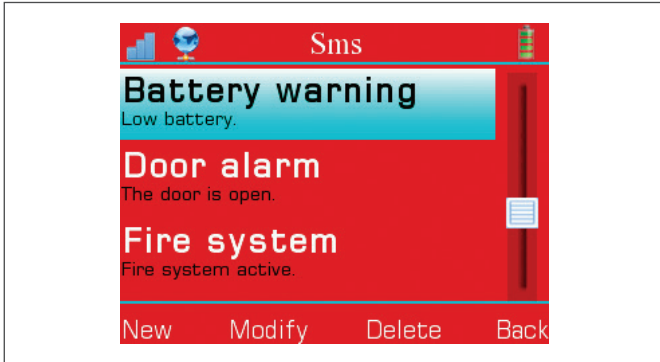 Sms
Battery warning
Low battery.
Door alarm
The door is open.
Fire system
Fire system active.
New Modify Delete Back